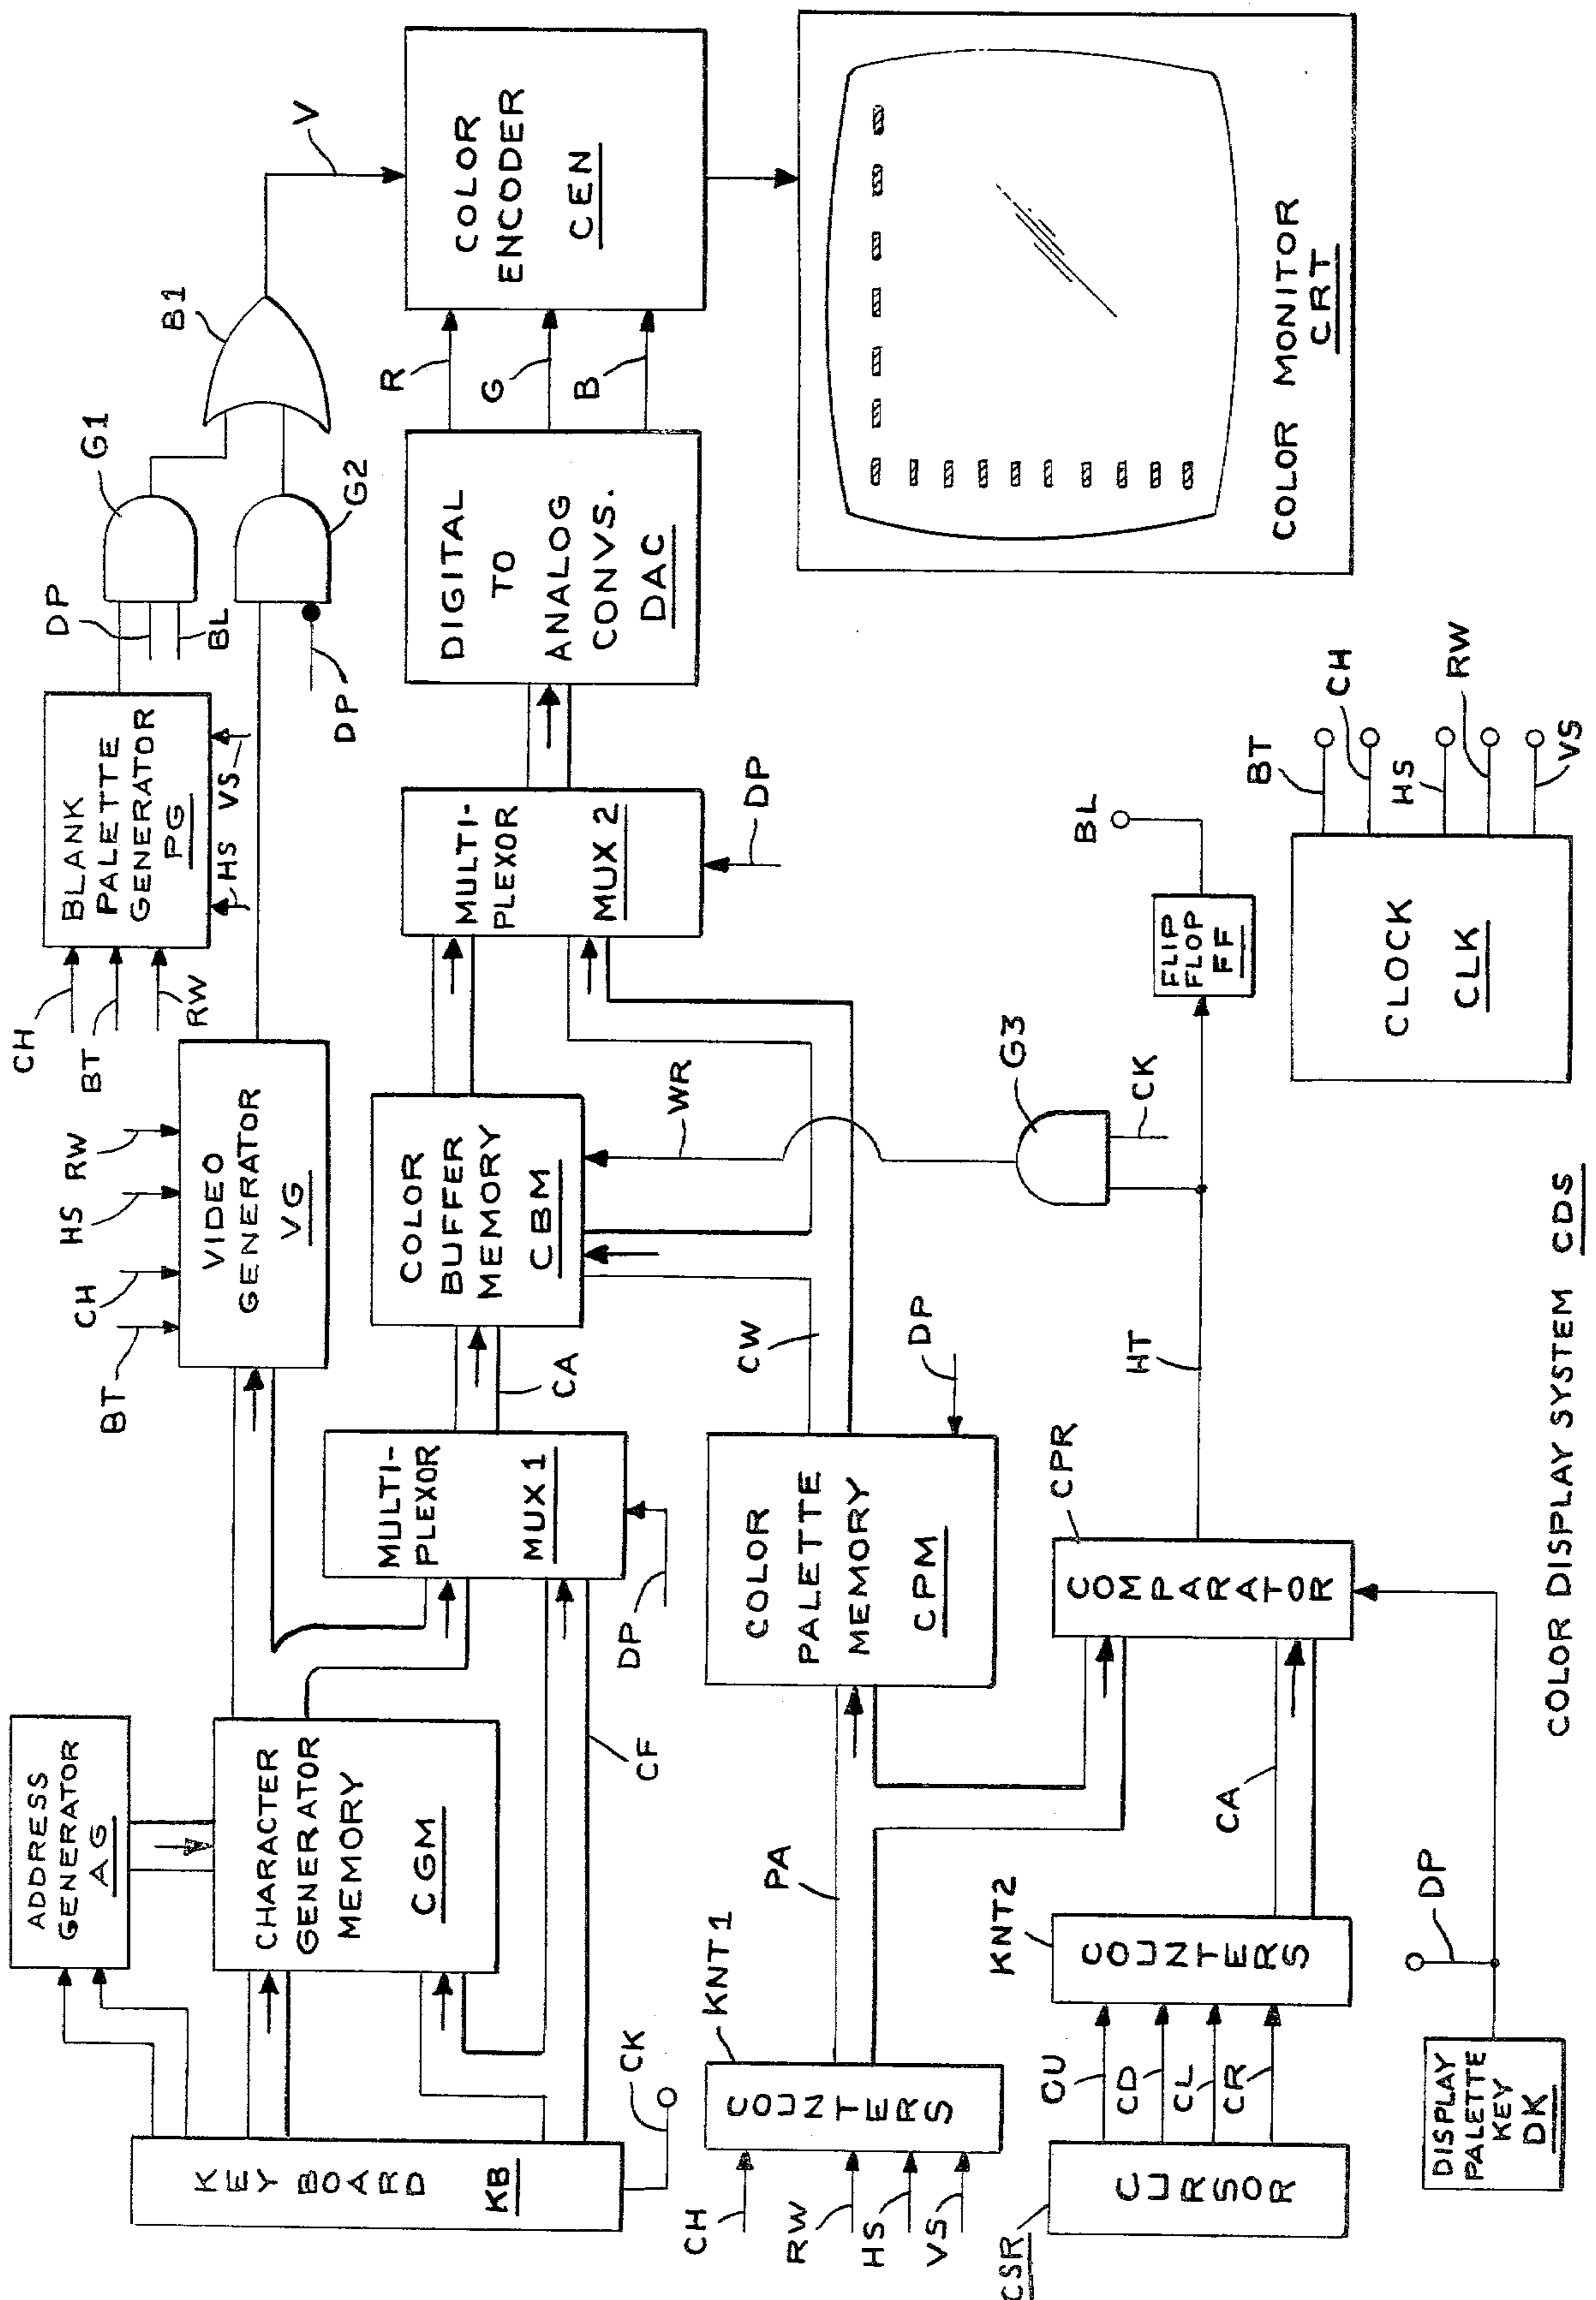 KEY BOARD
KB
CK
ADDRESS
GENERATOR
AG
CHARACTER
GENERATOR
MEMORY
CGM
CF
BT
CH
HS
RW
VIDEO
GENERATOR
VG
MULTI-
PLEXOR
MUX 1
DP
CA
COLOR
BUFFER
MEMORY
CBM
WR
CH
BT
RW
BLANK
PALETTE
GENERATOR
PG
HS
VS
DP
BL
G1
DP
G2
B1
V
MULTI-
PLEXOR
MUX 2
DP
DIGITAL
TO
ANALOG
CONVS.
DAC
R
G
B
COLOR
ENCODER
CEN
COLOR MONITOR
CRT
CH
RW
HS
VS
COUNTERS
KNT1
PA
COLOR
PALETTE
MEMORY
CPM
CW
DP
CSR
CURSOR
CU
CD
CL
CR
COUNTERS
KNT2
CA
COMPARATOR
CPR
HT
G3
CK
FLIP
FLOP
FF
BL
DISPLAY
PALETTE
KEY
DK
DP
CLOCK
CLK
BT
CH
HS
RW
VS
COLOR DISPLAY SYSTEM CDS